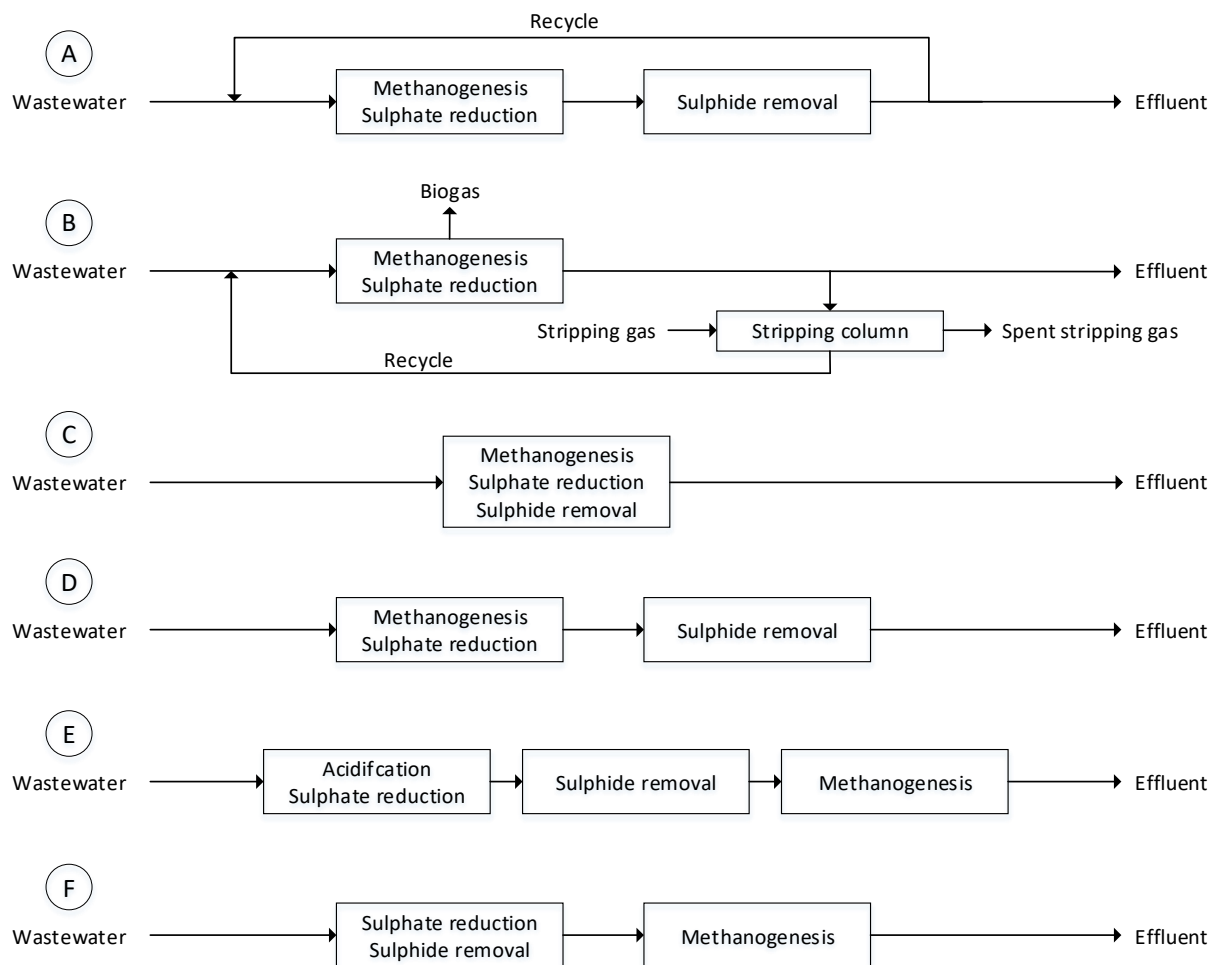 Recycle
A
Wastewater
Methanogenesis
Sulphate reduction
Sulphide removal
Effluent
Biogas
B
Wastewater
Methanogenesis
Sulphate reduction
Effluent
Stripping gas
Stripping column
Spent stripping gas
Recycle
C
Wastewater
Methanogenesis
Sulphate reduction
Sulphide removal
Effluent
D
Wastewater
Methanogenesis
Sulphate reduction
Sulphide removal
Effluent
E
Wastewater
Acidifcation
Sulphate reduction
Sulphide removal
Methanogenesis
Effluent
F
Wastewater
Sulphate reduction
Sulphide removal
Methanogenesis
Effluent